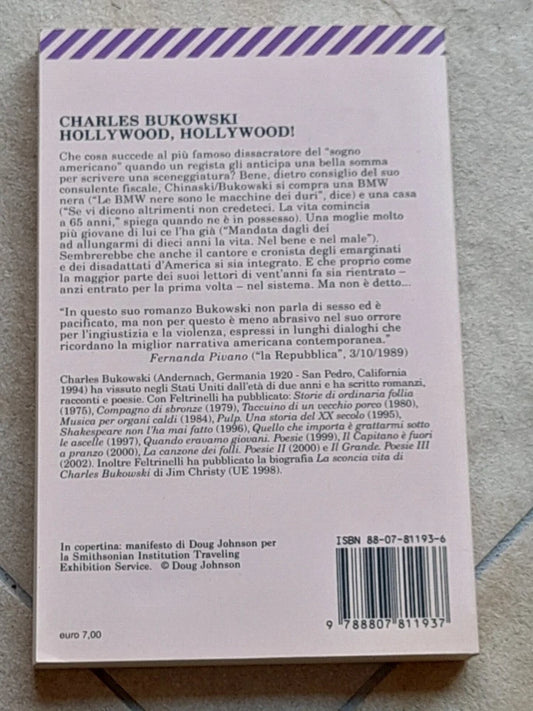 CHARLES BUKOWSKI
HOLLYWOOD, HOLLYWOOD!
Che cosa succede al più famoso dissacratore del "sogno
americano" quando un regista gli anticipa una bella somma
per scrivere una sceneggiatura? Bene, dietro consiglio del suo
consulente fiscale, Chinaski/Bukowski si compra una BMW
nera ("Le BMW nere sono le macchine dei duri", dice) e una casa
("Se vi dicono altrimenti non credeteci. La vita comincia
a 65 anni," spiega quando ne è in possesso). Una moglie molto
più giovane di lui ce l'ha già ("Mandata dagli dei
ad allungarmi di dieci anni la vita. Nel bene e nel male").
Sembrerebbe che anche il cantore e cronista degli emarginati
e dei disadattati d'America si sia integrato. E che proprio come
la maggior parte dei suoi lettori di vent'anni fa sia rientrato –
anzi entrato per la prima volta – nel sistema. Ma non è detto...
"In questo suo romanzo Bukowski non parla di sesso ed è
pacificato, ma non per questo è meno abrasivo nel suo orrore
per l'ingiustizia e la violenza, espressi in lunghi dialoghi che
ricordano la miglior narrativa americana contemporanea."
Fernanda Pivano ("la Repubblica", 3/10/1989)
Charles Bukowski (Andernach, Germania 1920 - San Pedro, California
1994) ha vissuto negli Stati Uniti dall'età di due anni e ha scritto romanzi,
racconti e poesie. Con Feltrinelli ha pubblicato: Storie di ordinaria follia
(1975), Compagno di sbronze (1979), Taccuino di un vecchio porco (1980),
Musica per organi caldi (1984), Pulp. Una storia del XX secolo (1995),
Shakespeare non l'ha mai fatto (1996), Quello che importa è grattarmi sotto
le ascelle (1997), Quando eravamo giovani. Poesie (1999), Il Capitano è fuori
a pranzo (2000), La canzone dei folli. Poesie II (2000) e Il Grande. Poesie III
(2002). Inoltre Feltrinelli ha pubblicato la biografia La sconcia vita di
Charles Bukowski di Jim Christy (UE 1998).
In copertina: manifesto di Doug Johnson per
la Smithsonian Institution Traveling
Exhibition Service. © Doug Johnson
ISBN 88-07-81193-6
9 788807 811937
euro 7,00